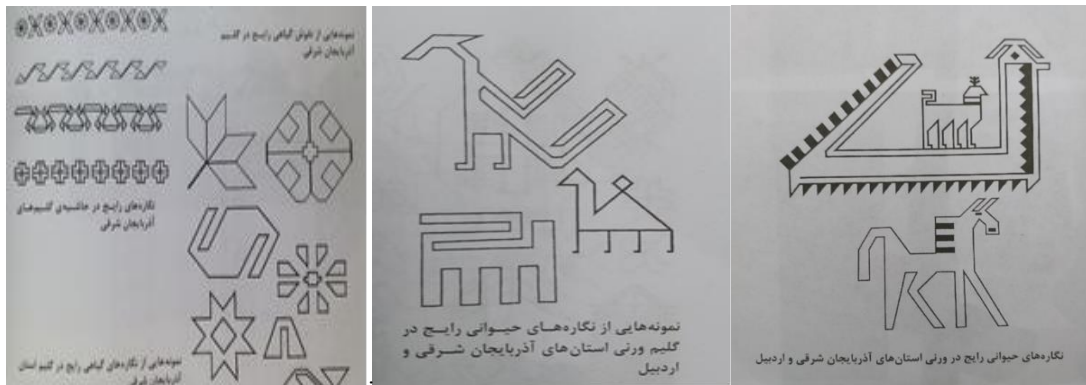 نمونه‌هایی از نقوش گیاهی رایج در گلیم
آذربایجان شرقی
نگاره‌های رایج در حاشیه‌ی گلیم‌های
آذربایجان شرقی
نمونه‌هایی از نگاره‌های گیاهی رایج در گلیم استان
آذربایجان شرقی
نمونه‌هایی از نگاره‌های حیوانی رایج در
گلیم ورنی استان‌های آذربایجان شرقی و
اردبیل
نگاره‌های حیوانی رایج در ورنی استان‌های آذربایجان شرقی و اردبیل